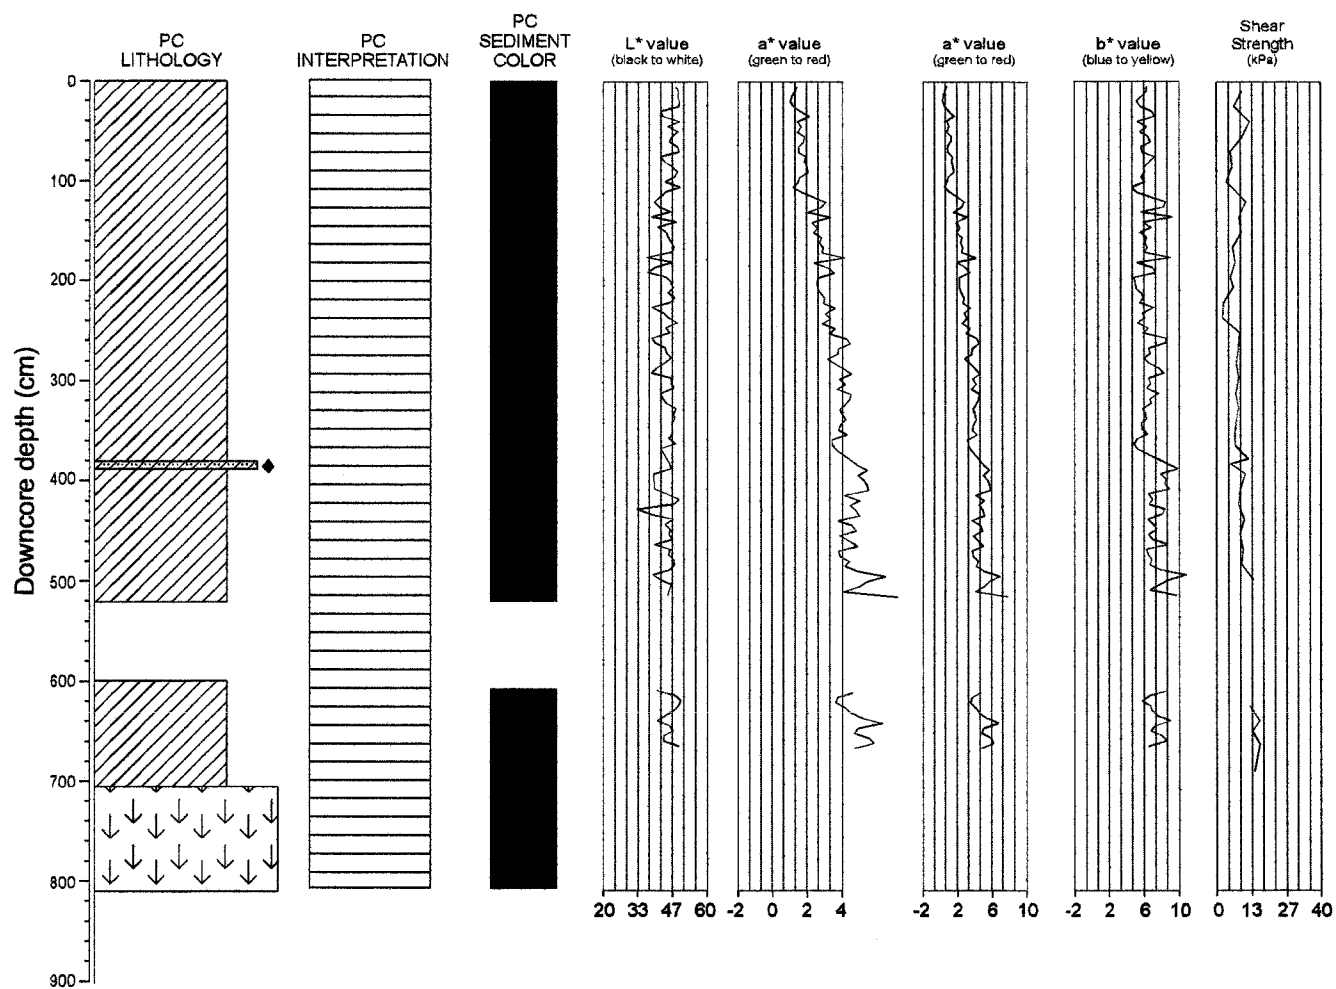 PC
LITHOLOGY
PC
INTERPRETATION
PC
SEDIMENT
COLOR
L* value
(black to white)
a* value
(green to red)
a* value
(green to red)
b* value
(blue to yellow)
Shear
Strength
(kPa)
Downcore depth (cm)
0
100
200
300
400
500
600
700
800
900
20 33 47 60
-2 0 2 4
-2 2 6 10
-2 2 6 10
0 13 27 40